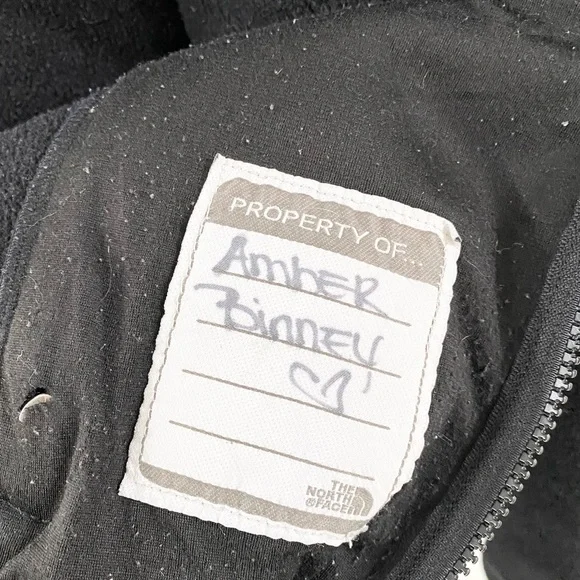 PROPERTY OF...
AmbER
BinnEy
THE
NORTH
FACE